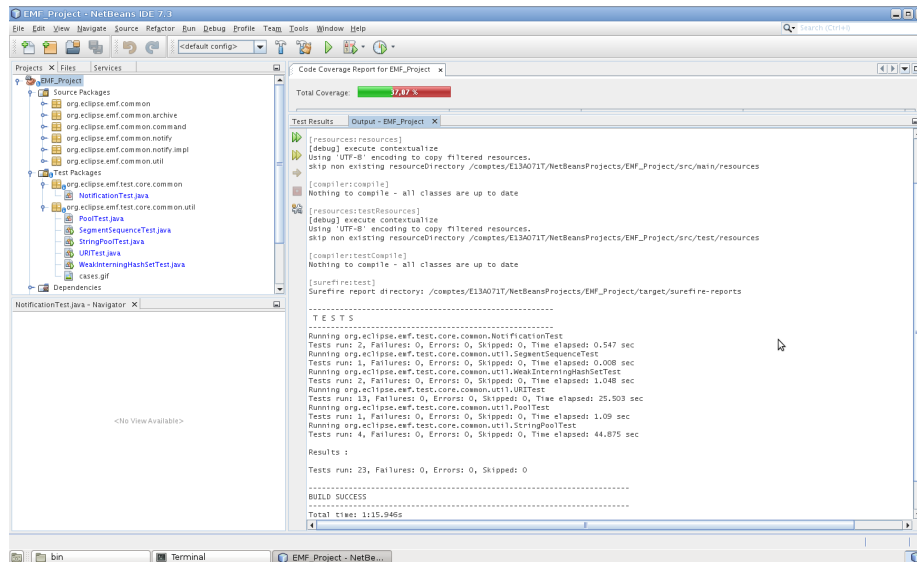 EMF_Project - NetBeans IDE 7.3
File Edit View Navigate Source Refactor Run Debug Profile Team Tools Window Help
Search (Ctrl+I)
<default config>
Projects Files Services
EMF_Project
Source Packages
org.eclipse.emf.common
org.eclipse.emf.common.archive
org.eclipse.emf.common.command
org.eclipse.emf.common.notify
org.eclipse.emf.common.notify.impl
org.eclipse.emf.common.util
Test Packages
org.eclipse.emf.test.core.common
NotificationTest.java
org.eclipse.emf.test.core.common.util
PoolTest.java
SegmentSequenceTest.java
StringPoolTest.java
URITest.java
WeakInterningHashSetTest.java
cases.gif
Dependencies
NotificationTest.java - Navigator
<No View Available>
Code Coverage Report for EMF_Project
Total Coverage: 37,07 %
Test Results Output - EMF_Project
[resources:resources]
[debug] execute contextualize
Using 'UTF-8' encoding to copy filtered resources.
skip non existing resourceDirectory /comptes/E13A071T/NetBeansProjects/EMF_Project/src/main/resources
[compiler:compile]
Nothing to compile - all classes are up to date
[resources:testResources]
[debug] execute contextualize
Using 'UTF-8' encoding to copy filtered resources.
skip non existing resourceDirectory /comptes/E13A071T/NetBeansProjects/EMF_Project/src/test/resources
[compiler:testCompile]
Nothing to compile - all classes are up to date
[surefire:test]
Surefire report directory: /comptes/E13A071T/NetBeansProjects/EMF_Project/target/surefire-reports
-------------------------------------------------------
T E S T S
-------------------------------------------------------
Running org.eclipse.emf.test.core.common.NotificationTest
Tests run: 2, Failures: 0, Errors: 0, Skipped: 0, Time elapsed: 0.547 sec
Running org.eclipse.emf.test.core.common.util.SegmentSequenceTest
Tests run: 1, Failures: 0, Errors: 0, Skipped: 0, Time elapsed: 0.008 sec
Running org.eclipse.emf.test.core.common.util.WeakInterningHashSetTest
Tests run: 2, Failures: 0, Errors: 0, Skipped: 0, Time elapsed: 1.048 sec
Running org.eclipse.emf.test.core.common.util.URITest
Tests run: 13, Failures: 0, Errors: 0, Skipped: 0, Time elapsed: 25.503 sec
Running org.eclipse.emf.test.core.common.util.PoolTest
Tests run: 1, Failures: 0, Errors: 0, Skipped: 0, Time elapsed: 1.09 sec
Running org.eclipse.emf.test.core.common.util.StringPoolTest
Tests run: 4, Failures: 0, Errors: 0, Skipped: 0, Time elapsed: 44.875 sec
Results :
Tests run: 23, Failures: 0, Errors: 0, Skipped: 0
------------------------------------------------------------------------
BUILD SUCCESS
------------------------------------------------------------------------
Total time: 1:15.946s
bin Terminal EMF_Project - NetBe...